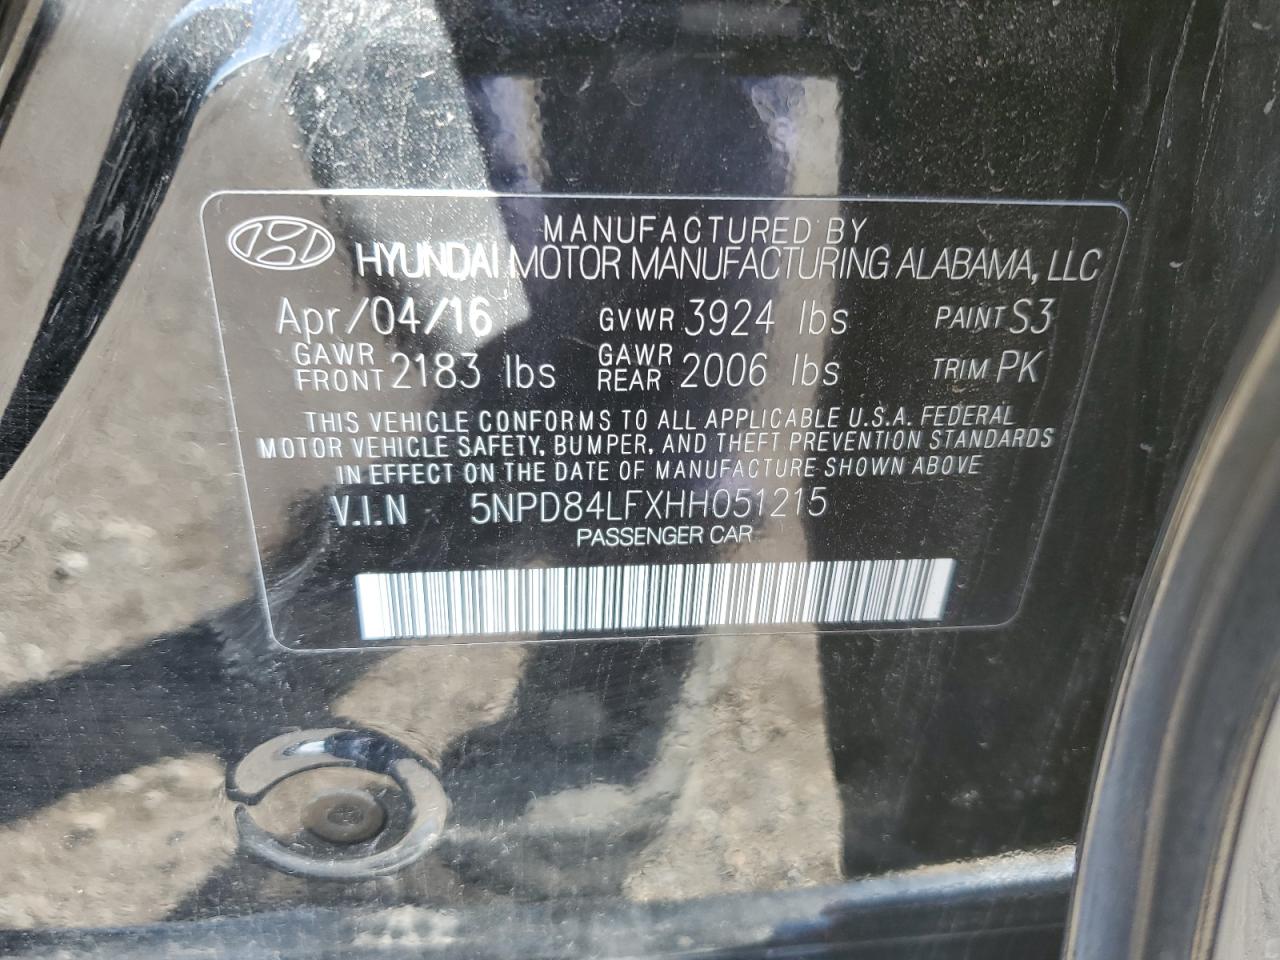 MANUFACTURED BY
HYUNDAI MOTOR MANUFACTURING ALABAMA, LLC
Apr/04/16 GVWR 3924 lbs PAINT S3
GAWR FRONT 2183 lbs GAWR REAR 2006 lbs TRIM PK
THIS VEHICLE CONFORMS TO ALL APPLICABLE U.S.A. FEDERAL
MOTOR VEHICLE SAFETY, BUMPER, AND THEFT PREVENTION STANDARDS
IN EFFECT ON THE DATE OF MANUFACTURE SHOWN ABOVE
V.I.N 5NPD84LFXHH051215
PASSENGER CAR